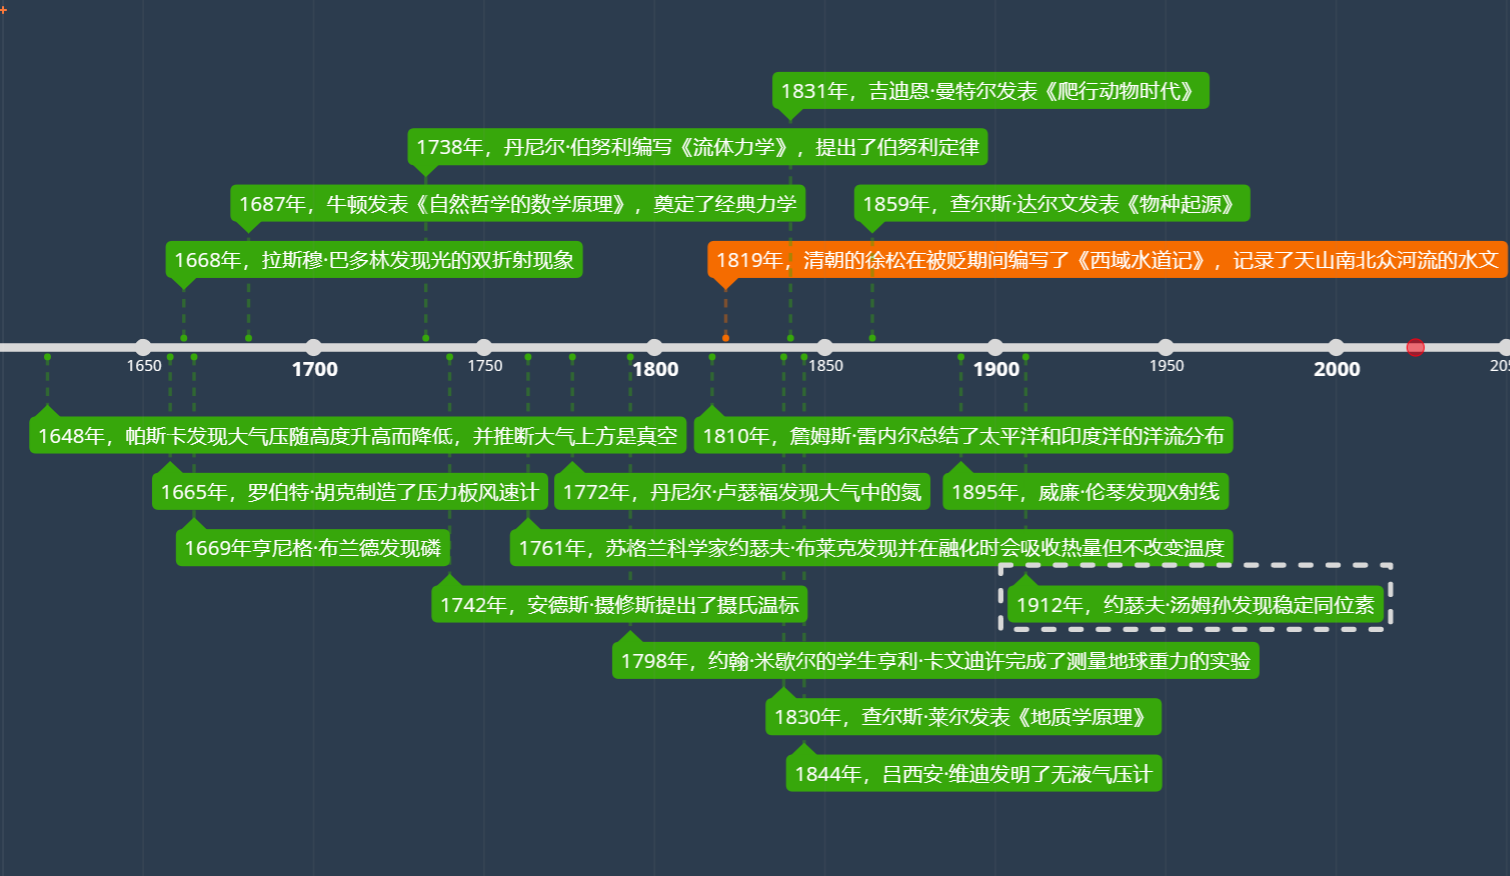 1831年，吉迪恩·曼特尔发表《爬行动物时代》
1738年，丹尼尔·伯努利编写《流体力学》，提出了伯努利定律
1687年，牛顿发表《自然哲学的数学原理》，奠定了经典力学
1859年，查尔斯·达尔文发表《物种起源》
1668年，拉斯穆·巴多林发现光的双折射现象
1819年，清朝的徐松在被贬期间编写了《西域水道记》，记录了天山南北众河流的水文
1650 1700 1750 1800 1850 1900 1950 2000 205
1648年，帕斯卡发现大气压随高度升高而降低，并推断大气上方是真空
1810年，詹姆斯·雷内尔总结了太平洋和印度洋的洋流分布
1665年，罗伯特·胡克制造了压力板风速计
1772年，丹尼尔·卢瑟福发现大气中的氮
1895年，威廉·伦琴发现X射线
1669年亨尼格·布兰德发现磷
1761年，苏格兰科学家约瑟夫·布莱克发现并在融化时会吸收热量但不改变温度
1742年，安德斯·摄修斯提出了摄氏温标
1912年，约瑟夫·汤姆孙发现稳定同位素
1798年，约翰·米歇尔的学生亨利·卡文迪许完成了测量地球重力的实验
1830年，查尔斯·莱尔发表《地质学原理》
1844年，吕西安·维迪发明了无液气压计